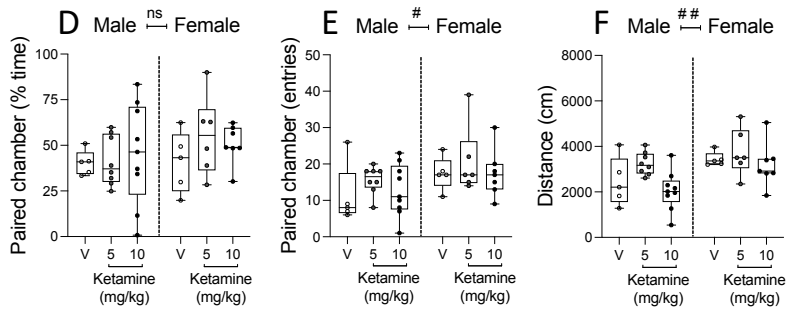 D Male ns Female
Paired chamber (% time)
100
75
50
25
0
V 5 10 V 5 10
Ketamine Ketamine
(mg/kg) (mg/kg)
E Male # Female
Paired chamber (entries)
50
40
30
20
10
0
V 5 10 V 5 10
Ketamine Ketamine
(mg/kg) (mg/kg)
F Male ## Female
Distance (cm)
8000
6000
4000
2000
0
V 5 10 V 5 10
Ketamine Ketamine
(mg/kg) (mg/kg)